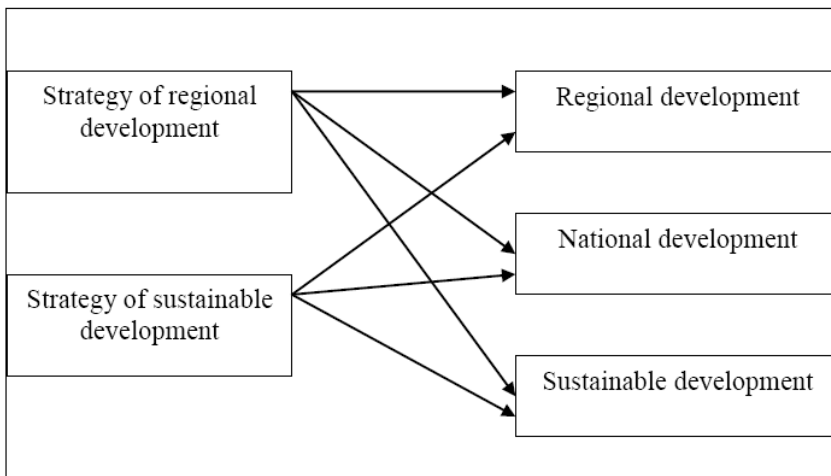 Strategy of regional
development
Strategy of sustainable
development
Regional development
National development
Sustainable development